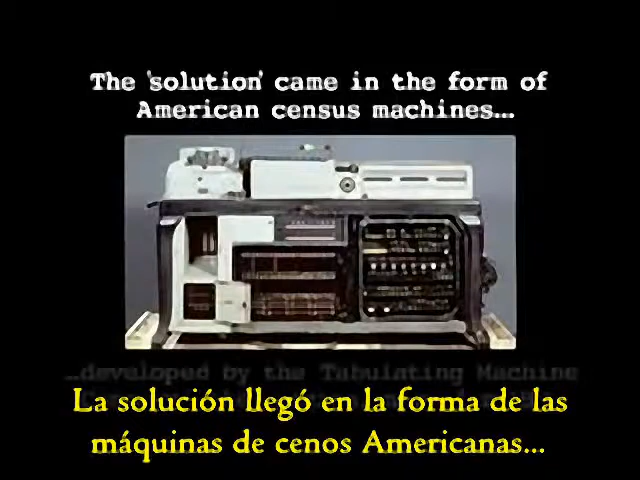 The 'solution' came in the form of
American census machines...
...developed by the Tabulating Machine
La solución llegó en la forma de las
máquinas de cenos Americanas...